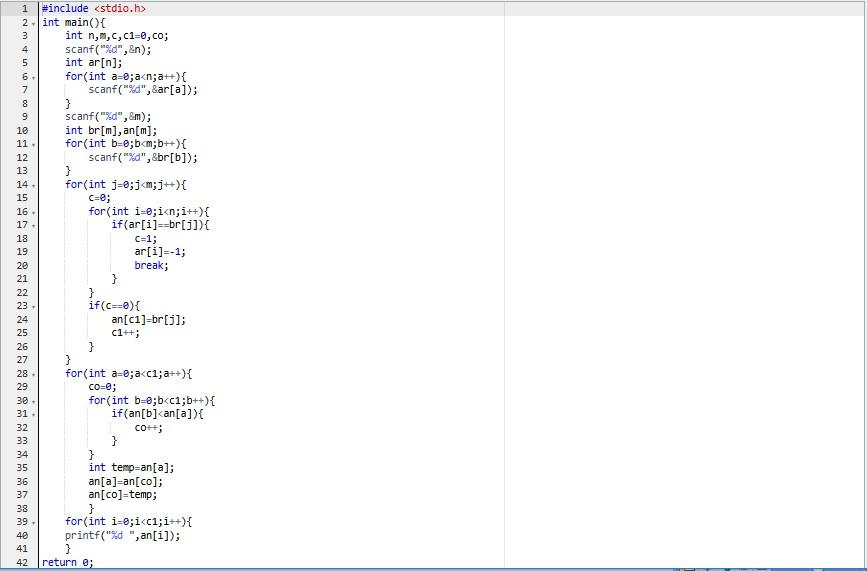 1 #include <stdio.h>
2 int main(){
3 int n,m,c,c1=0,co;
4 scanf("%d",&n);
5 int ar[n];
6 for(int a=0;a<n;a++){
7 scanf("%d",&ar[a]);
8 }
9 scanf("%d",&m);
10 int br[m],an[m];
11 for(int b=0;b<m;b++){
12 scanf("%d",&br[b]);
13 }
14 for(int j=0;j<m;j++){
15 c=0;
16 for(int i=0;i<n;i++){
17 if(ar[i]==br[j]){
18 c=1;
19 ar[i]=-1;
20 break;
21 }
22 }
23 if(c==0){
24 an[c1]=br[j];
25 c1++;
26 }
27 }
28 for(int a=0;a<c1;a++){
29 co=0;
30 for(int b=0;b<c1;b++){
31 if(an[b]<an[a]){
32 co++;
33 }
34 }
35 int temp=an[a];
36 an[a]=an[co];
37 an[co]=temp;
38 }
39 for(int i=0;i<c1;i++){
40 printf("%d ",an[i]);
41 }
42 return 0;